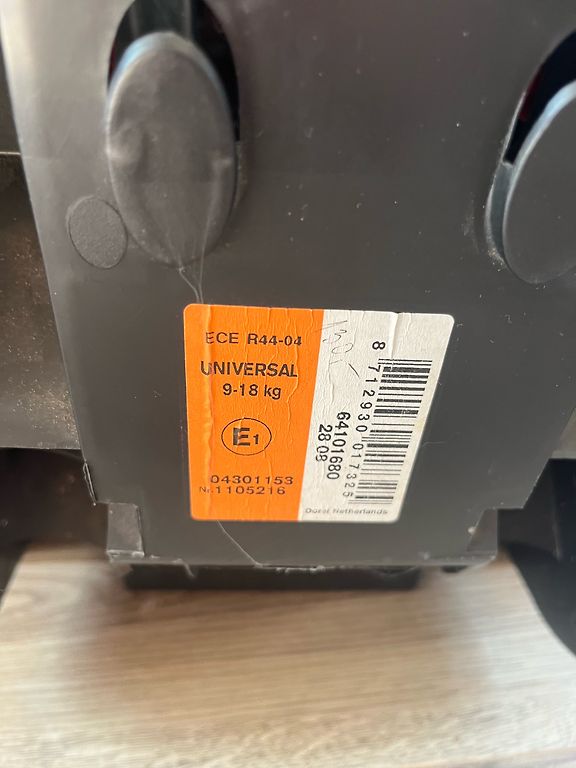 ECE R44-04
UNIVERSAL
9-18 kg
E1
04301153
Nr. 1105216
64101680
28 08
8 712930 017325
Dorel Netherlands